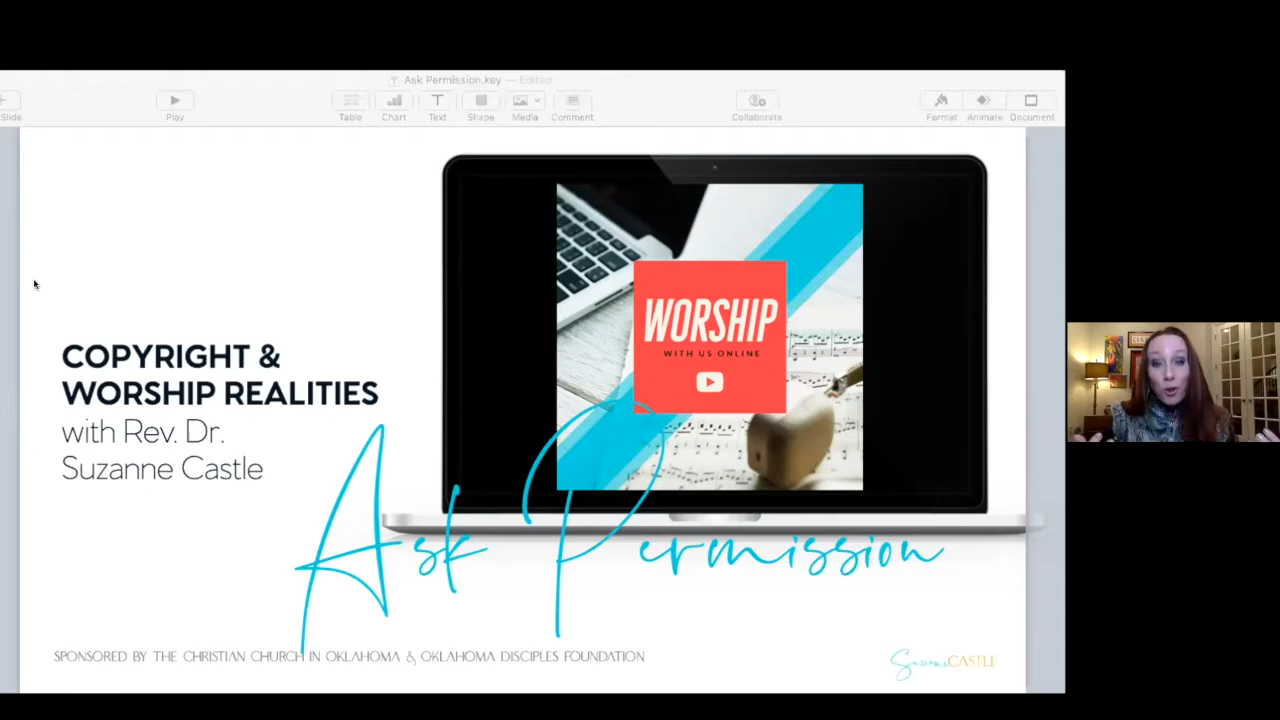 Ask Permission.key — Edited
Slide
Play
Table
Chart
Text
Shape
Media
Comment
Collaborate
Format
Animate
Document
WORSHIP
WITH US ONLINE
COPYRIGHT &
WORSHIP REALITIES
with Rev. Dr.
Suzanne Castle
Ask Permission
SPONSORED BY THE CHRISTIAN CHURCH IN OKLAHOMA & OKLAHOMA DISCIPLES FOUNDATION
Suzanne CASTLE